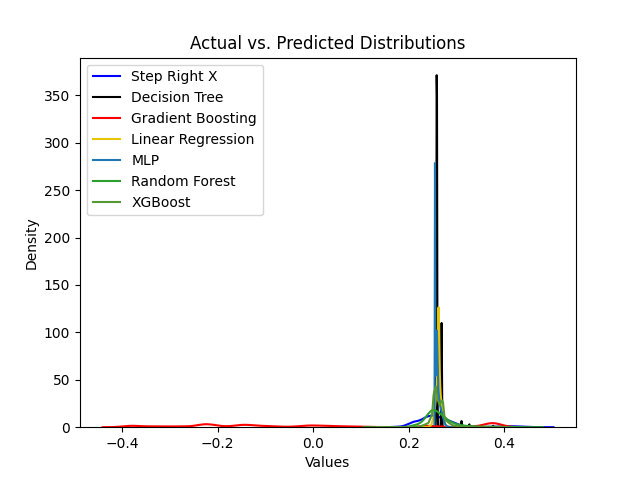 Actual vs. Predicted Distributions
Step Right X
Decision Tree
Gradient Boosting
Linear Regression
MLP
Random Forest
XGBoost
Density
350
300
250
200
150
100
50
0
−0.4
−0.2
0.0
0.2
0.4
Values